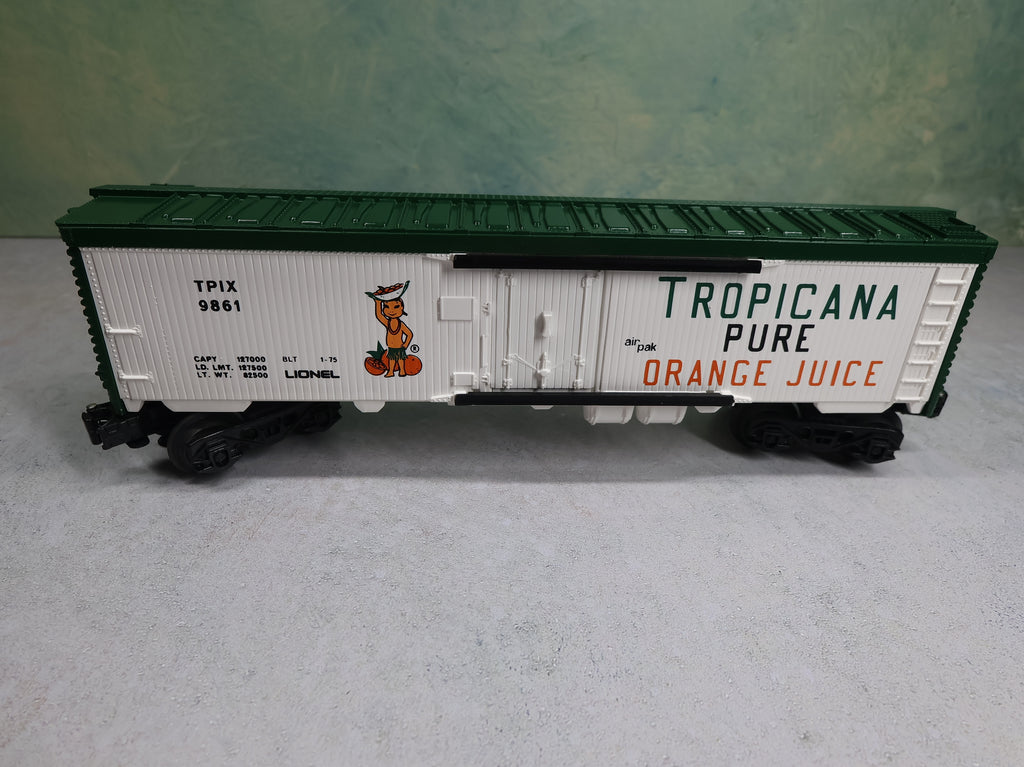 TPIX
9861
CAPY 127000 BLT 1-75
LD. LMT. 127500
LT. WT. 82500 LIONEL
®
TROPICANA
PURE
air pak
ORANGE JUICE